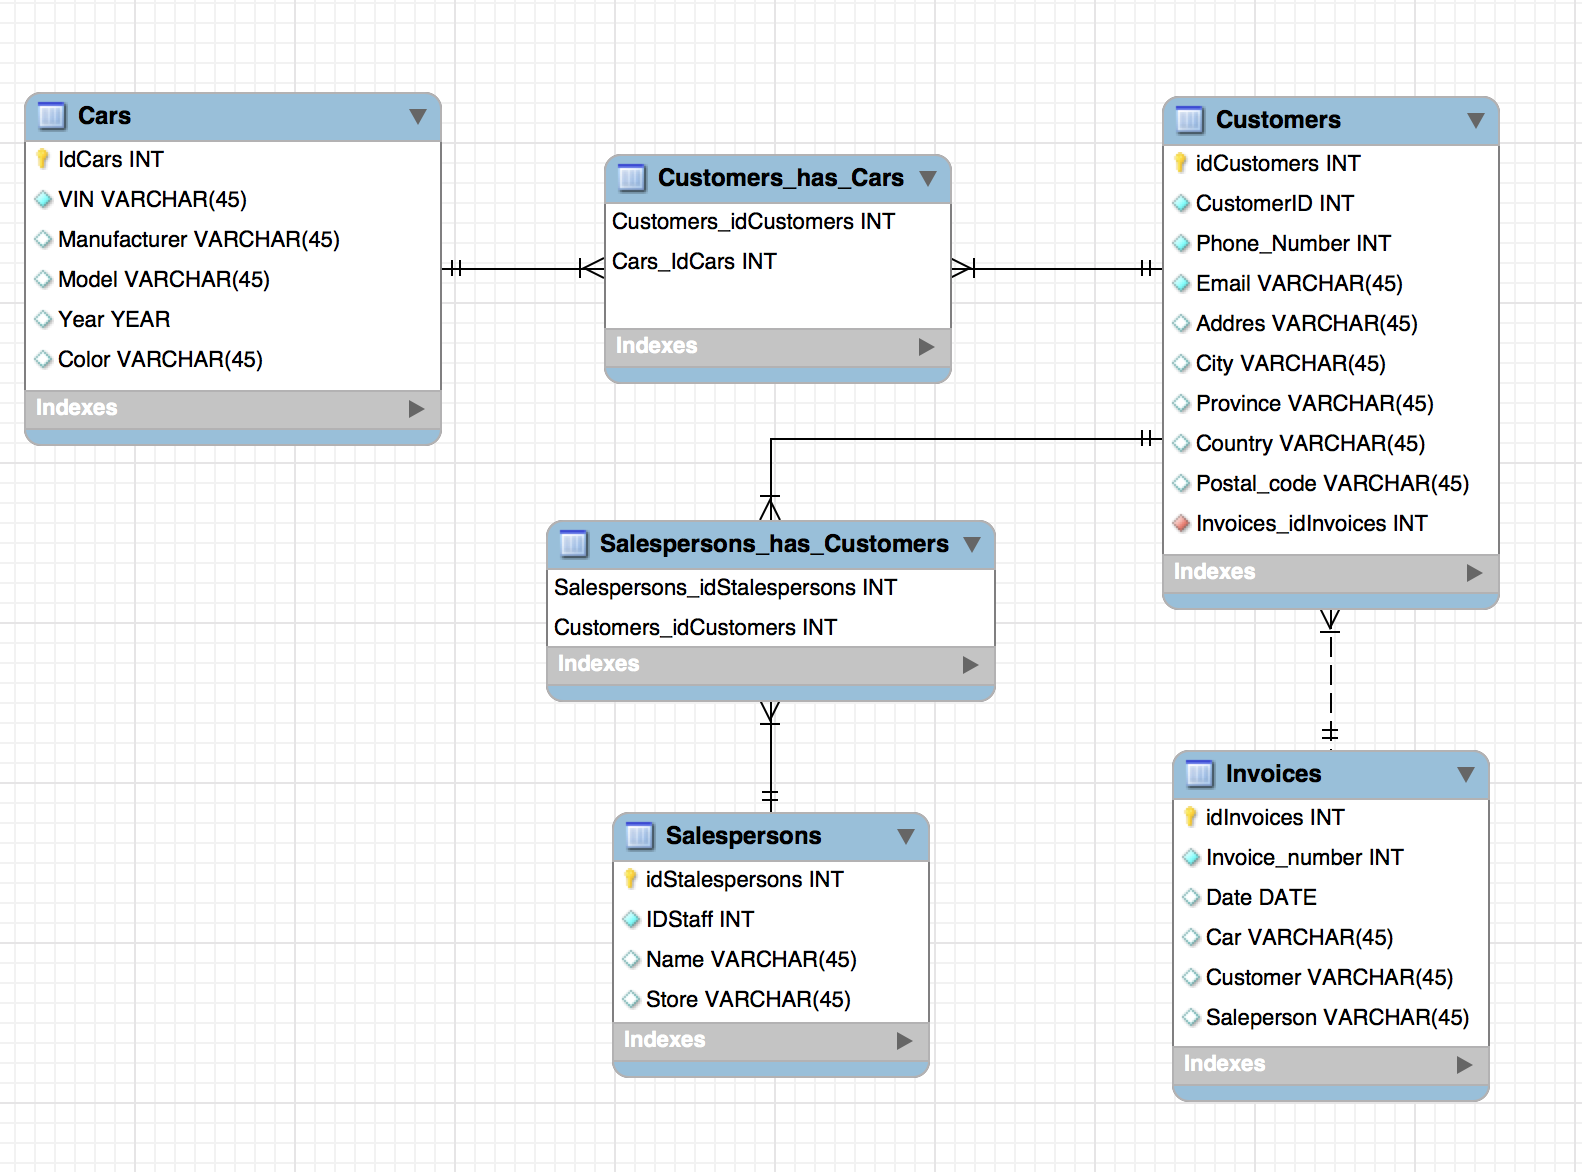 Cars
IdCars INT
VIN VARCHAR(45)
Manufacturer VARCHAR(45)
Model VARCHAR(45)
Year YEAR
Color VARCHAR(45)
Indexes
Customers_has_Cars
Customers_idCustomers INT
Cars_IdCars INT
Indexes
Customers
idCustomers INT
CustomerID INT
Phone_Number INT
Email VARCHAR(45)
Addres VARCHAR(45)
City VARCHAR(45)
Province VARCHAR(45)
Country VARCHAR(45)
Postal_code VARCHAR(45)
Invoices_idInvoices INT
Indexes
Salespersons_has_Customers
Salespersons_idStalespersons INT
Customers_idCustomers INT
Indexes
Salespersons
idStalespersons INT
IDStaff INT
Name VARCHAR(45)
Store VARCHAR(45)
Indexes
Invoices
idInvoices INT
Invoice_number INT
Date DATE
Car VARCHAR(45)
Customer VARCHAR(45)
Saleperson VARCHAR(45)
Indexes